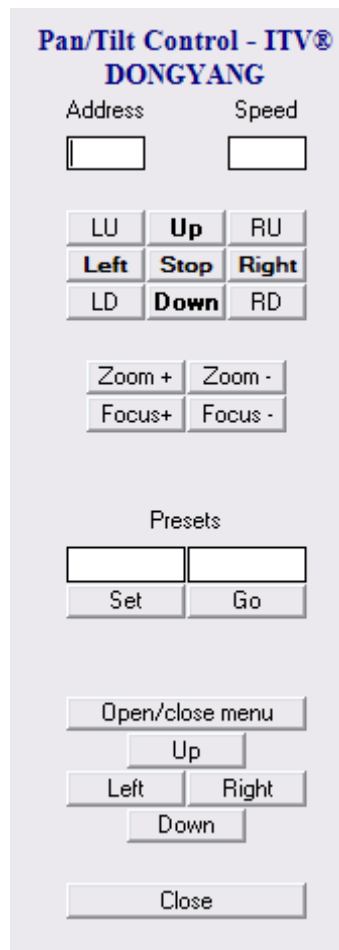 Pan/Tilt Control - ITV®
DONGYANG
Address Speed
LU Up RU
Left Stop Right
LD Down RD
Zoom + Zoom -
Focus+ Focus -
Presets
Set Go
Open/close menu
Up
Left Right
Down
Close